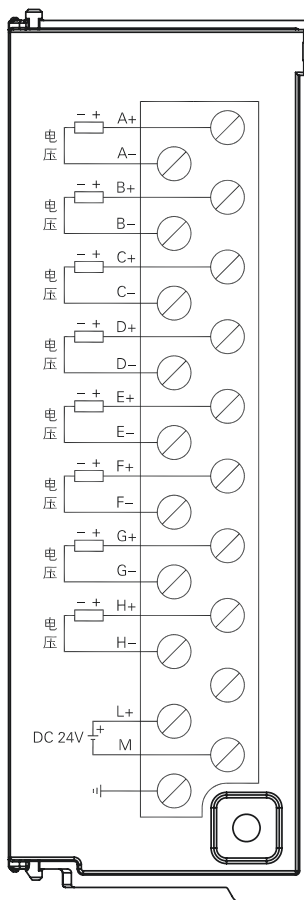 电压 - + A+
A-
电压 - + B+
B-
电压 - + C+
C-
电压 - + D+
D-
电压 - + E+
E-
电压 - + F+
F-
电压 - + G+
G-
电压 - + H+
H-
L+
DC 24V +
M